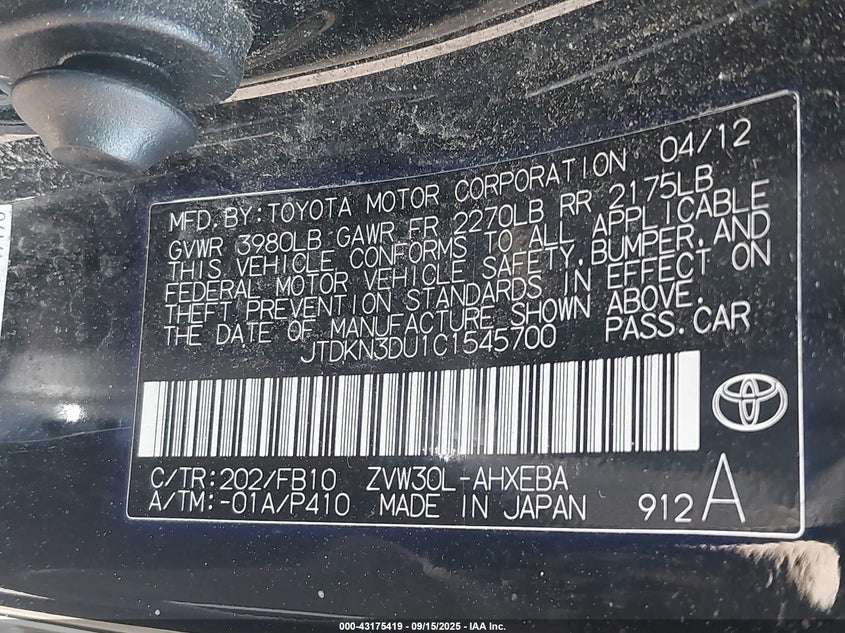 MFD. BY: TOYOTA MOTOR CORPORATION 04/12
GVWR 3980LB GAWR FR 2270LB RR 2175LB
THIS VEHICLE CONFORMS TO ALL APPLICABLE
FEDERAL MOTOR VEHICLE SAFETY, BUMPER, AND
THEFT PREVENTION STANDARDS IN EFFECT ON
THE DATE OF MANUFACTURE SHOWN ABOVE.
JTDKN3DU1C1545700 PASS. CAR
C/TR: 202/FB10 ZVW30L-AHXEBA
A/TM: -01A/P410 MADE IN JAPAN 912 A
000-43175419 - 09/15/2025 - IAA Inc.